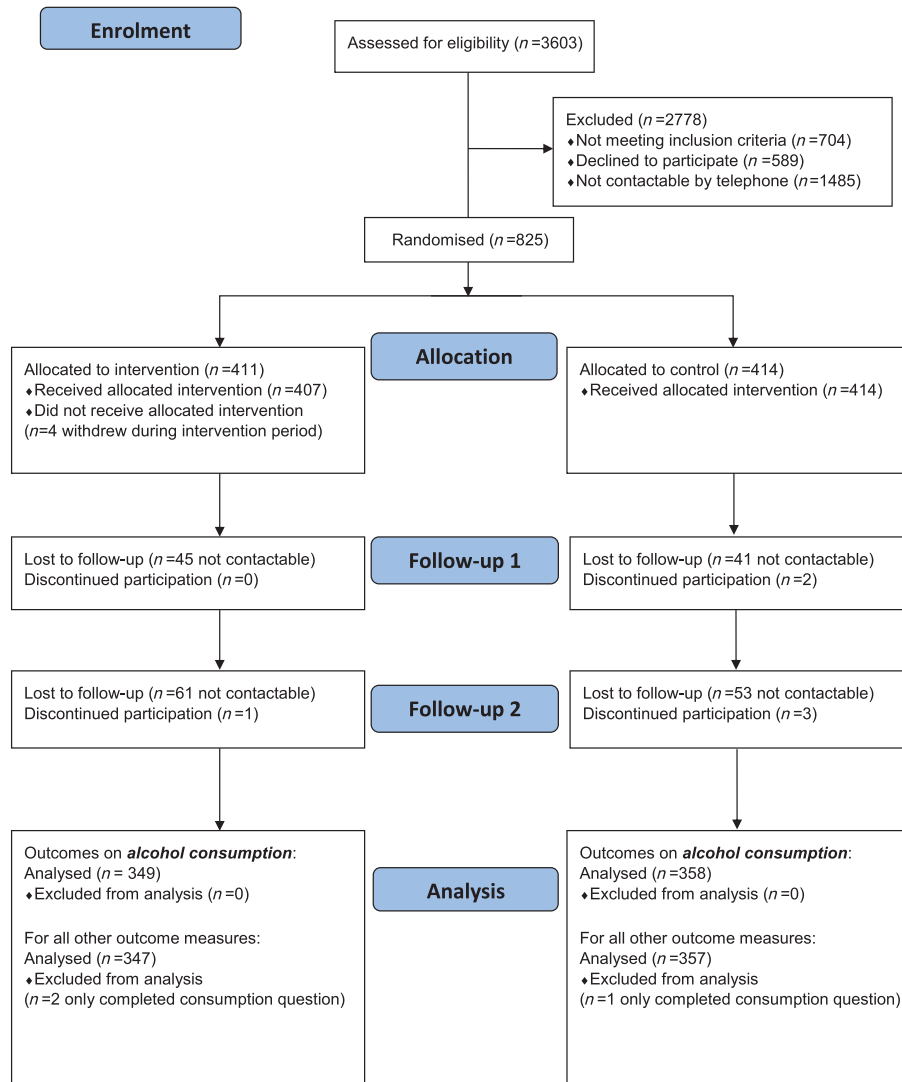 Enrolment
Assessed for eligibility (n=3603)
Excluded (n=2778)
♦Not meeting inclusion criteria (n=704)
♦Declined to participate (n=589)
♦Not contactable by telephone (n=1485)
Randomised (n=825)
Allocation
Allocated to intervention (n=411)
♦Received allocated intervention (n=407)
♦Did not receive allocated intervention
(n=4 withdrew during intervention period)
Allocated to control (n=414)
♦Received allocated intervention (n=414)
Follow-up 1
Lost to follow-up (n=45 not contactable)
Discontinued participation (n=0)
Lost to follow-up (n=41 not contactable)
Discontinued participation (n=2)
Follow-up 2
Lost to follow-up (n=61 not contactable)
Discontinued participation (n=1)
Lost to follow-up (n=53 not contactable)
Discontinued participation (n=3)
Analysis
Outcomes on alcohol consumption:
Analysed (n= 349)
♦Excluded from analysis (n=0)
For all other outcome measures:
Analysed (n=347)
♦Excluded from analysis
(n=2 only completed consumption question)
Outcomes on alcohol consumption:
Analysed (n=358)
♦Excluded from analysis (n=0)
For all other outcome measures:
Analysed (n=357)
♦Excluded from analysis
(n=1 only completed consumption question)